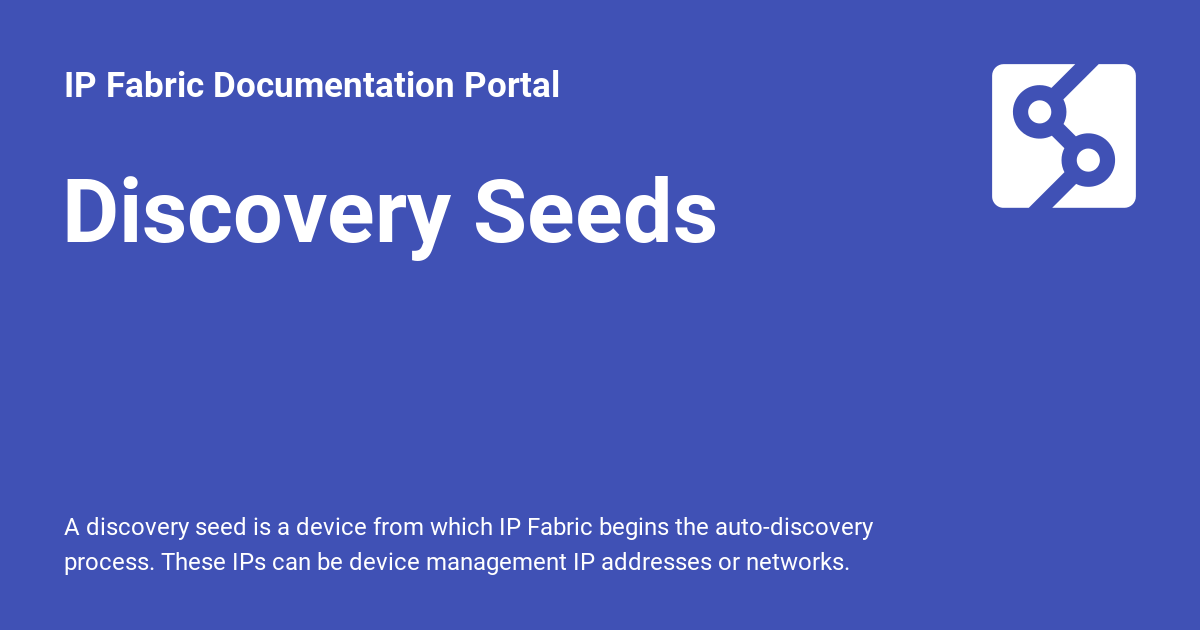 IP Fabric Documentation Portal
Discovery Seeds
A discovery seed is a device from which IP Fabric begins the auto-discovery
process. These IPs can be device management IP addresses or networks.